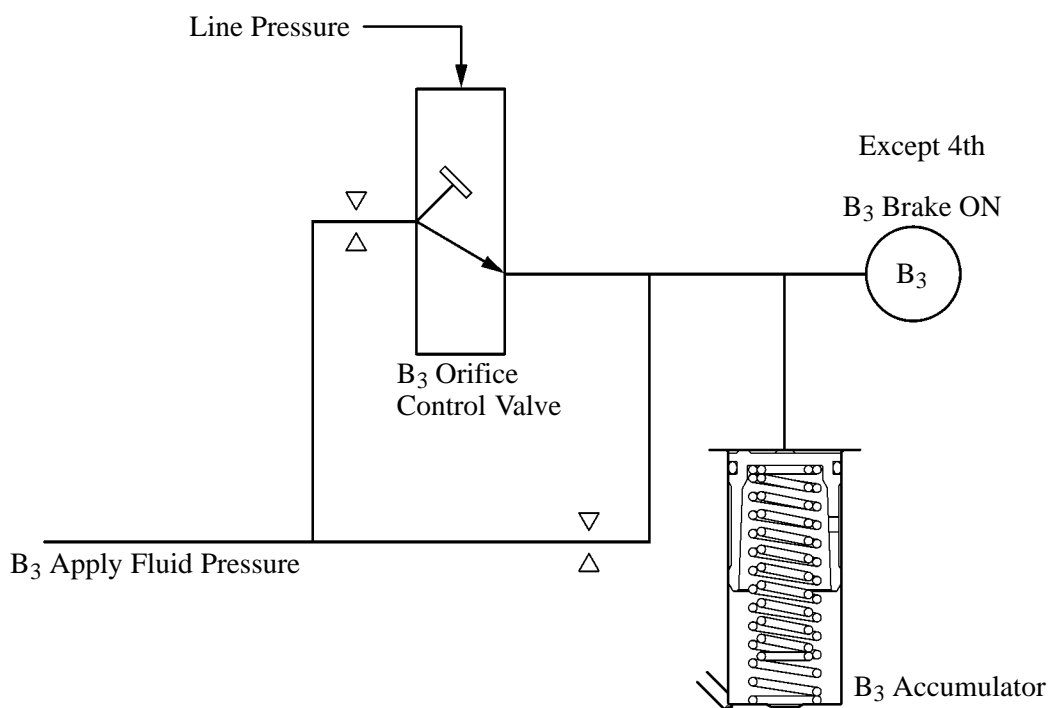 Line Pressure
Except 4th
B3 Brake ON
B3
B3 Orifice
Control Valve
B3 Apply Fluid Pressure
B3 Accumulator